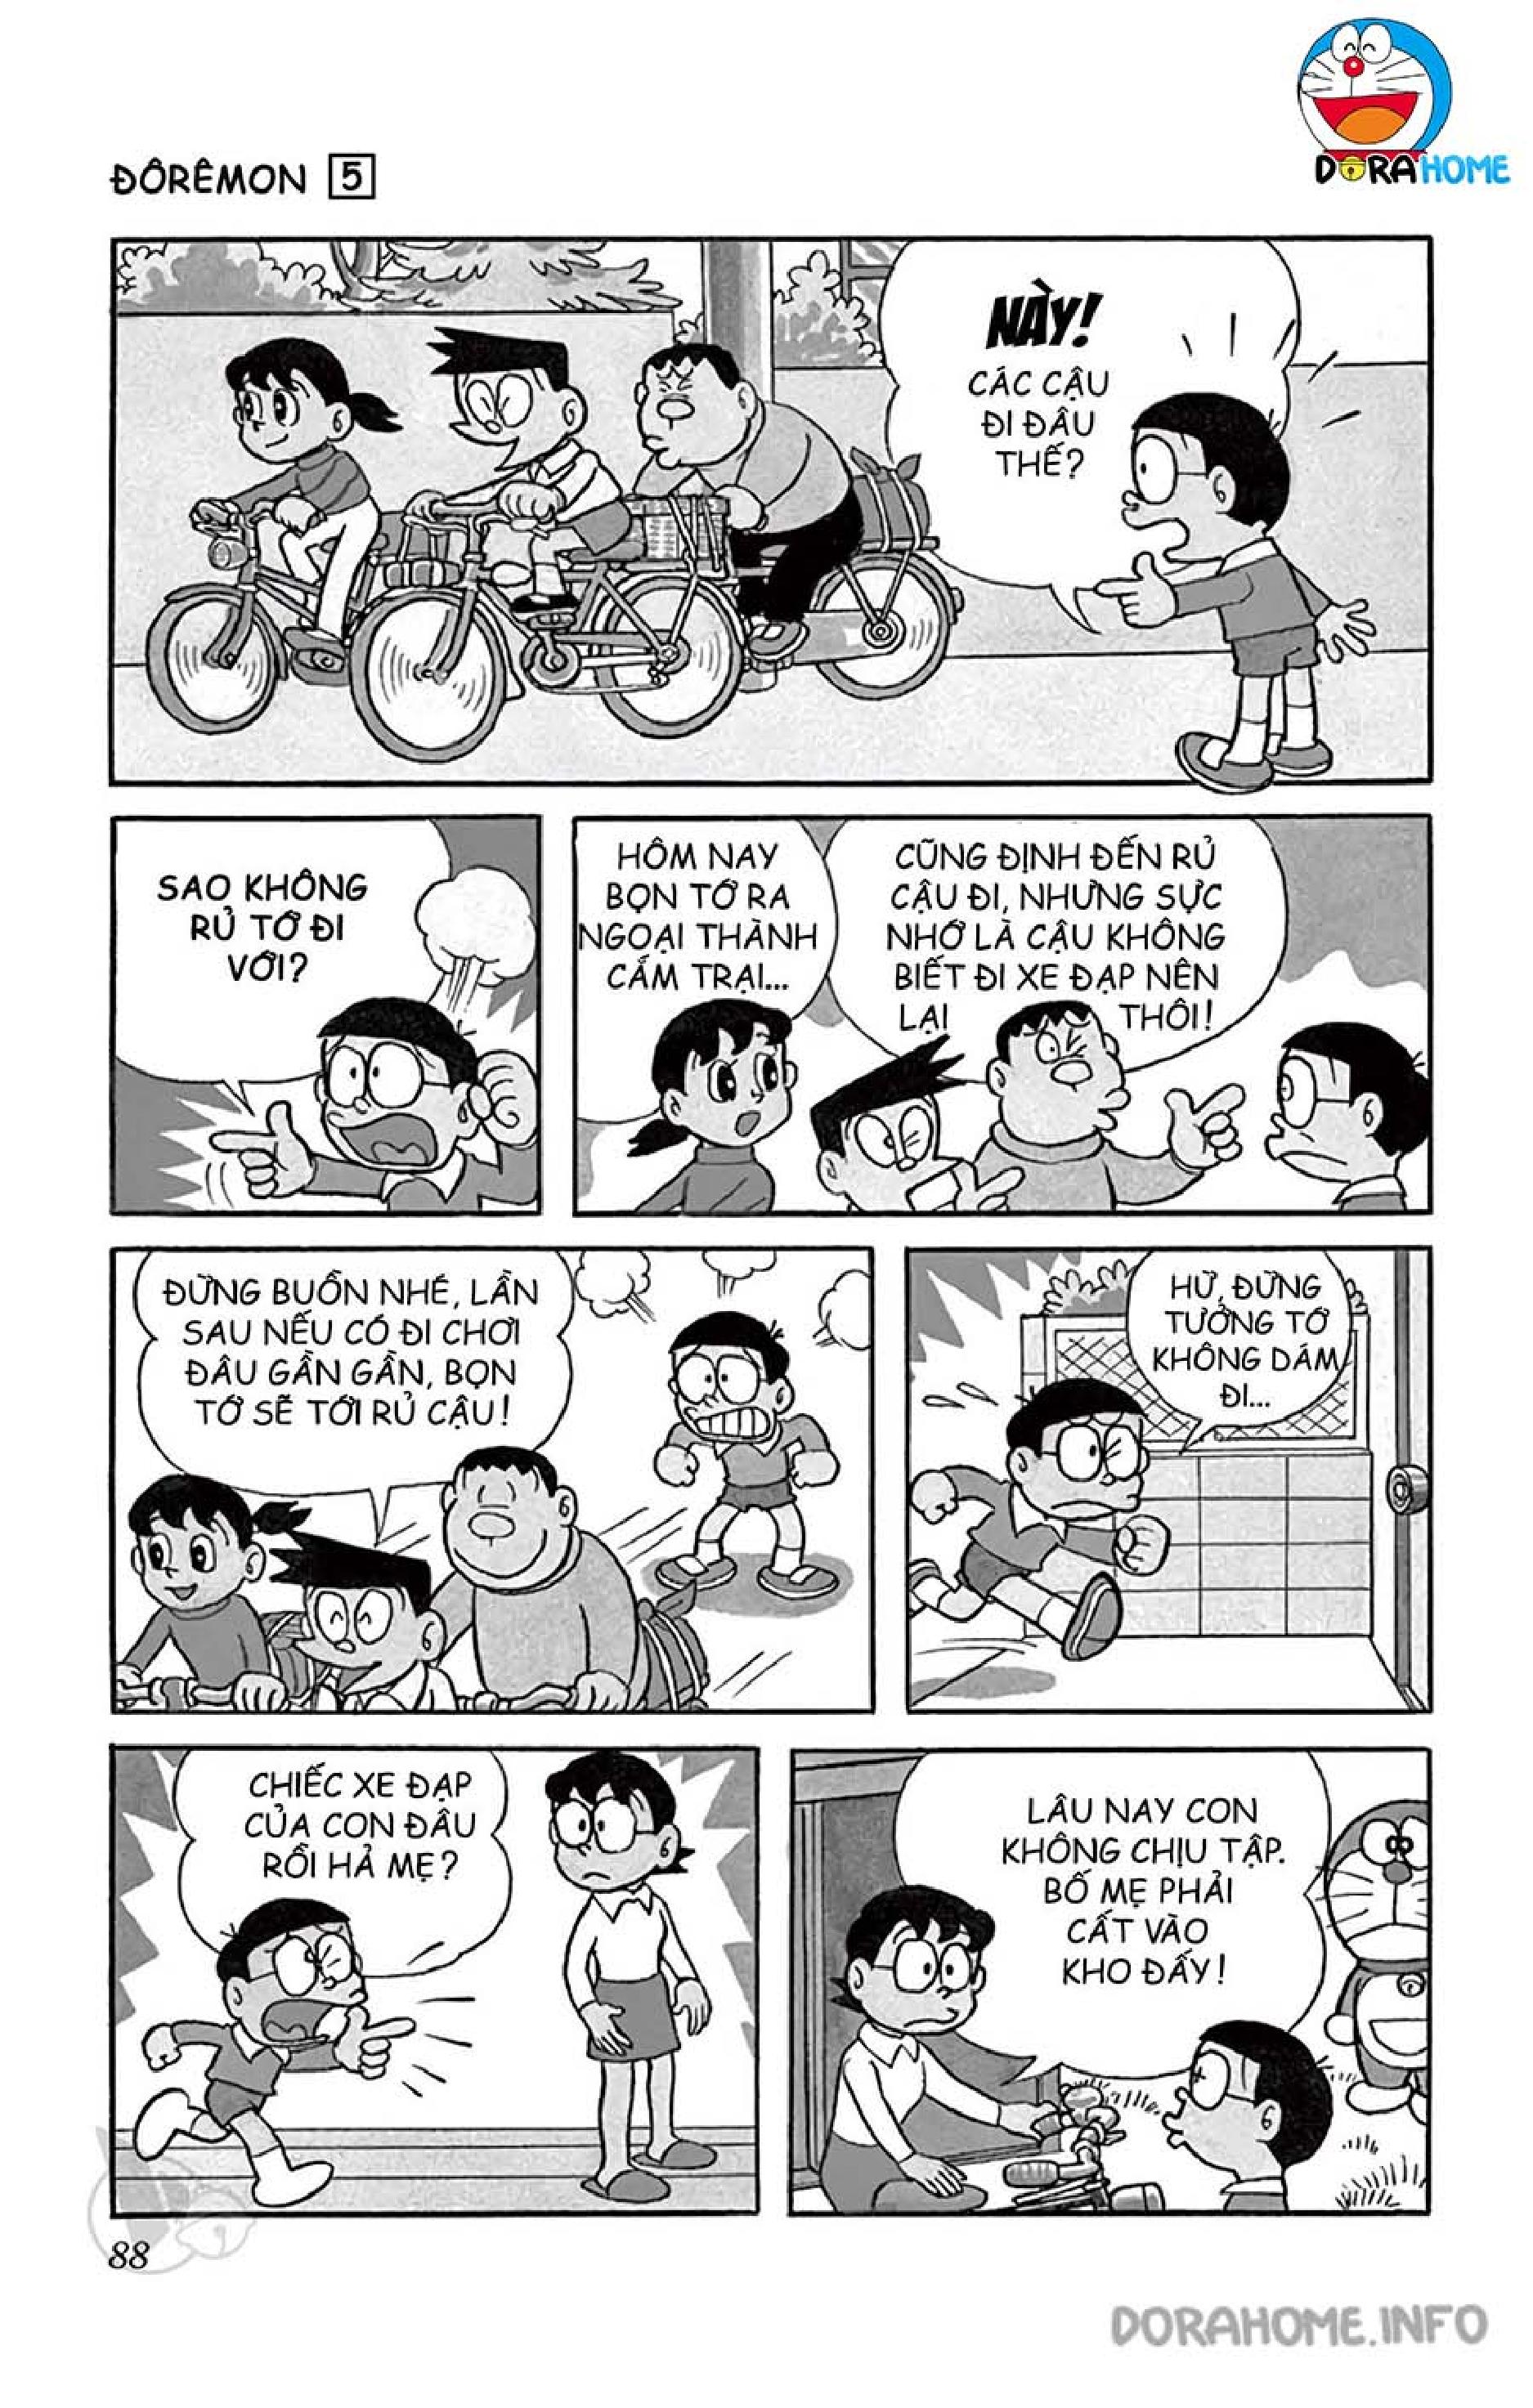 DORAHOME
ĐÔRÊMON 5
NÀY!
CÁC CẬU
ĐI ĐÂU
THẾ?
SAO KHÔNG
RỦ TỚ ĐI
VỚI?
HÔM NAY
BỌN TỚ RA
NGOẠI THÀNH
CẮM TRẠI...
CŨNG ĐỊNH ĐẾN RỦ
CẬU ĐI, NHƯNG SỰC
NHỚ LÀ CẬU KHÔNG
BIẾT ĐI XE ĐẠP NÊN
LẠI THÔI!
ĐỪNG BUỒN NHÉ, LẦN
SAU NẾU CÓ ĐI CHƠI
ĐÂU GẦN GẦN, BỌN
TỚ SẼ TỚI RỦ CẬU!
HỪ, ĐỪNG
TƯỞNG TỚ
KHÔNG DÁM
ĐI...
CHIẾC XE ĐẠP
CỦA CON ĐÂU
RỒI HẢ MẸ?
LÂU NAY CON
KHÔNG CHỊU TẬP.
BỐ MẸ PHẢI
CẤT VÀO
KHO ĐẤY!
88
DORAHOME.INFO